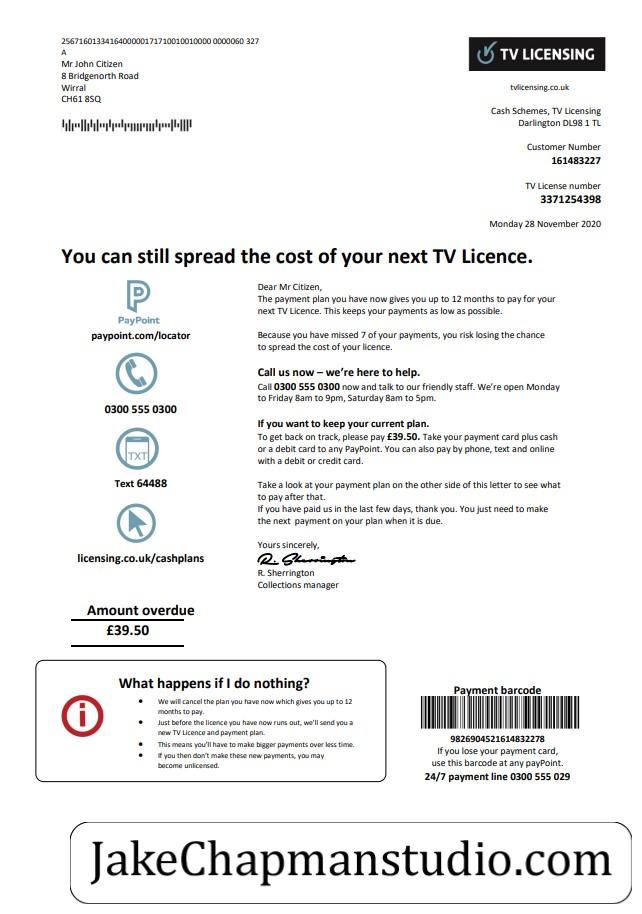 25671601334164000001717100100100​00 0000060 327
A
Mr John Citizen
8 Bridgenorth Road
Wirral
CH61 8SQ
TV LICENSING
tvlicensing.co.uk
Cash Schemes, TV Licensing
Darlington DL98 1 TL
Customer Number
161483227
TV License number
3371254398
Monday 28 November 2020
You can still spread the cost of your next TV Licence.
PayPoint
paypoint.com/locator
0300 555 0300
TXT
Text 64488
licensing.co.uk/cashplans
Dear Mr Citizen,
The payment plan you have now gives you up to 12 months to pay for your
next TV Licence. This keeps your payments as low as possible.
Because you have missed 7 of your payments, you risk losing the chance
to spread the cost of your licence.
Call us now – we're here to help.
Call 0300 555 0300 now and talk to our friendly staff. We're open Monday
to Friday 8am to 9pm, Saturday 8am to 5pm.
If you want to keep your current plan.
To get back on track, please pay £39.50. Take your payment card plus cash
or a debit card to any PayPoint. You can also pay by phone, text and online
with a debit or credit card.
Take a look at your payment plan on the other side of this letter to see what
to pay after that.
If you have paid us in the last few days, thank you. You just need to make
the next payment on your plan when it is due.
Yours sincerely,
R. Sherrington
R. Sherrington
Collections manager
Amount overdue
£39.50
What happens if I do nothing?
• We will cancel the plan you have now which gives you up to 12
months to pay.
• Just before the licence you have now runs out, we'll send you a
new TV Licence and payment plan.
• This means you'll have to make bigger payments over less time.
• If you then don't make these new payments, you may
become unlicensed.
Payment barcode
9826904521614832278
If you lose your payment card,
use this barcode at any payPoint.
24/7 payment line 0300 555 029
JakeChapmanstudio.com